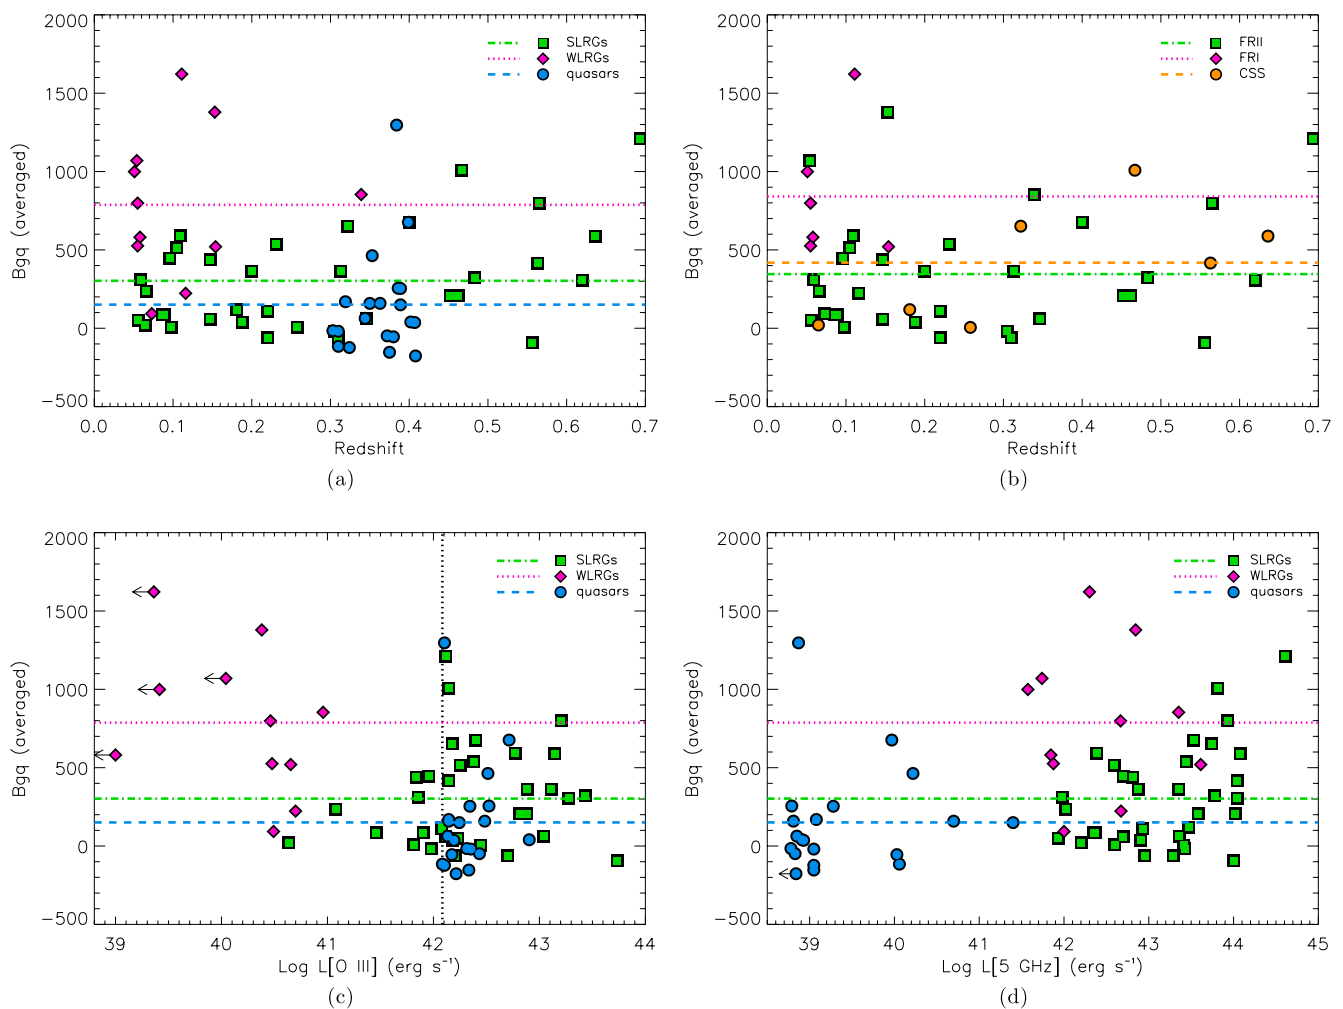 2000
1500
1000
500
0
−500
Bgq (averaged)
SLRGs
WLRGs
quasars
0.0 0.1 0.2 0.3 0.4 0.5 0.6 0.7
Redshift
(a)
2000
1500
1000
500
0
−500
Bgq (averaged)
FRII
FRI
CSS
0.0 0.1 0.2 0.3 0.4 0.5 0.6 0.7
Redshift
(b)
2000
1500
1000
500
0
−500
Bgq (averaged)
SLRGs
WLRGs
quasars
39 40 41 42 43 44
Log L[O III] (erg s⁻¹)
(c)
2000
1500
1000
500
0
−500
Bgq (averaged)
SLRGs
WLRGs
quasars
39 40 41 42 43 44 45
Log L[5 GHz] (erg s⁻¹)
(d)